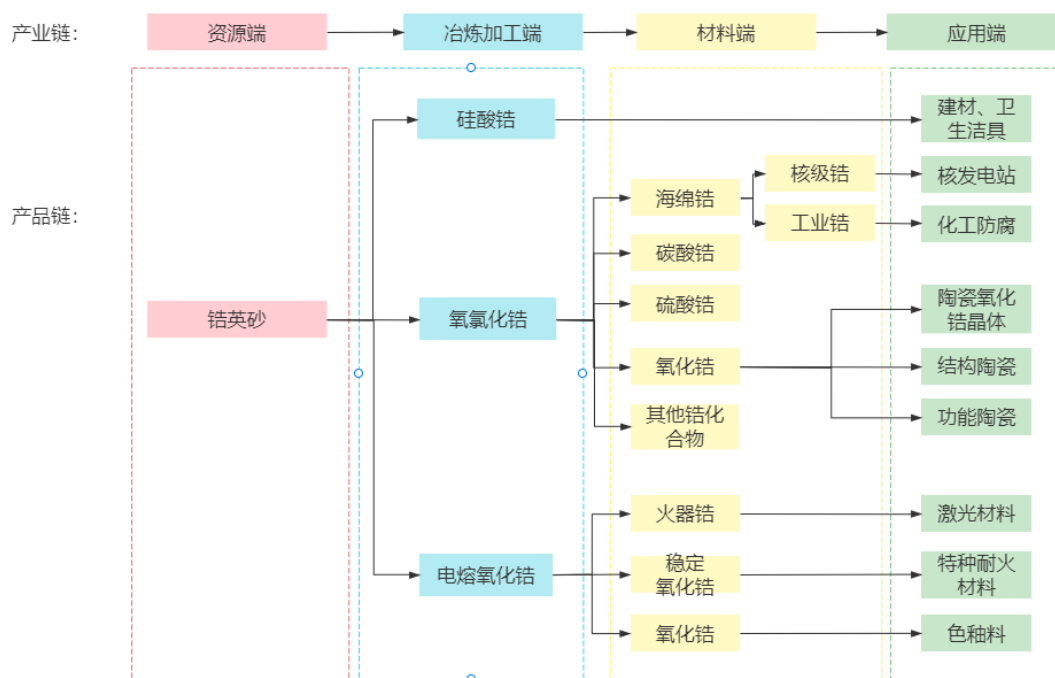 产业链：
资源端
冶炼加工端
材料端
应用端
产品链：
锆英砂
硅酸锆
建材、卫
生洁具
氧氯化锆
海绵锆
核级锆
核发电站
工业锆
化工防腐
碳酸锆
硫酸锆
氧化锆
陶瓷氧化
锆晶体
结构陶瓷
功能陶瓷
其他锆化
合物
电熔氧化锆
火器锆
激光材料
稳定
氧化锆
特种耐火
材料
氧化锆
色釉料